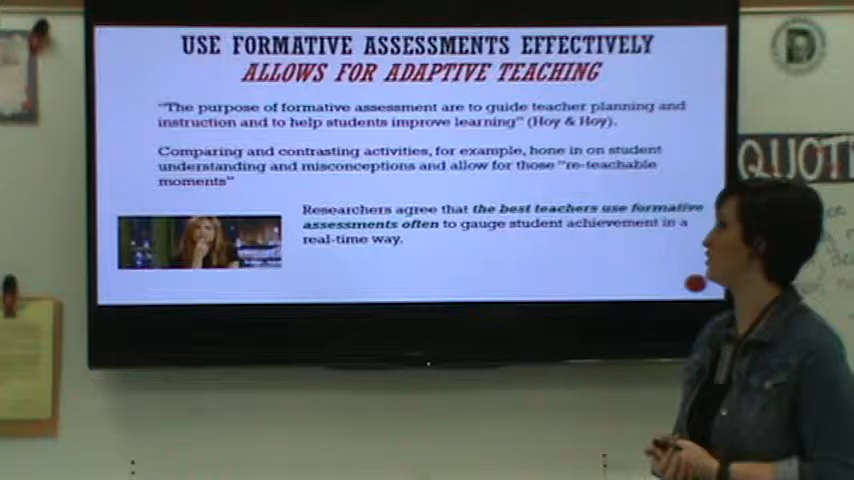 USE FORMATIVE ASSESSMENTS EFFECTIVELY
ALLOWS FOR ADAPTIVE TEACHING
"The purpose of formative assessment are to guide teacher planning and
instruction and to help students improve learning" (Hoy & Hoy).
Comparing and contrasting activities, for example, hone in on student
understanding and misconceptions and allow for those "re-teachable
moments"
Researchers agree that the best teachers use formative
assessments often to gauge student achievement in a
real-time way.
D